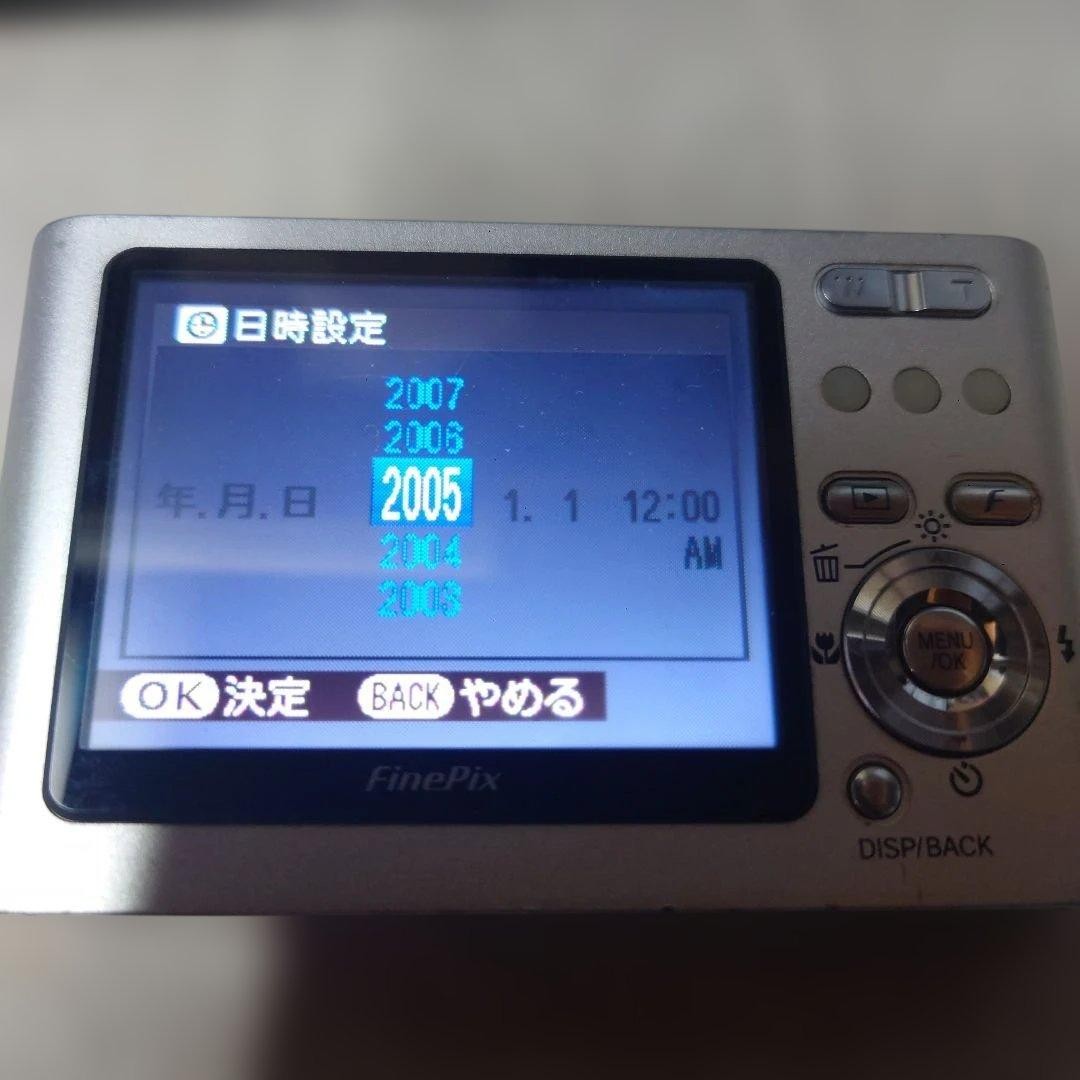 日時設定
2007
2006
年.月.日 2005 1. 1 12:00
2004 AM
2003
OK 決定 BACK やめる
FinePix
W T
F
MENU
/OK
DISP/BACK